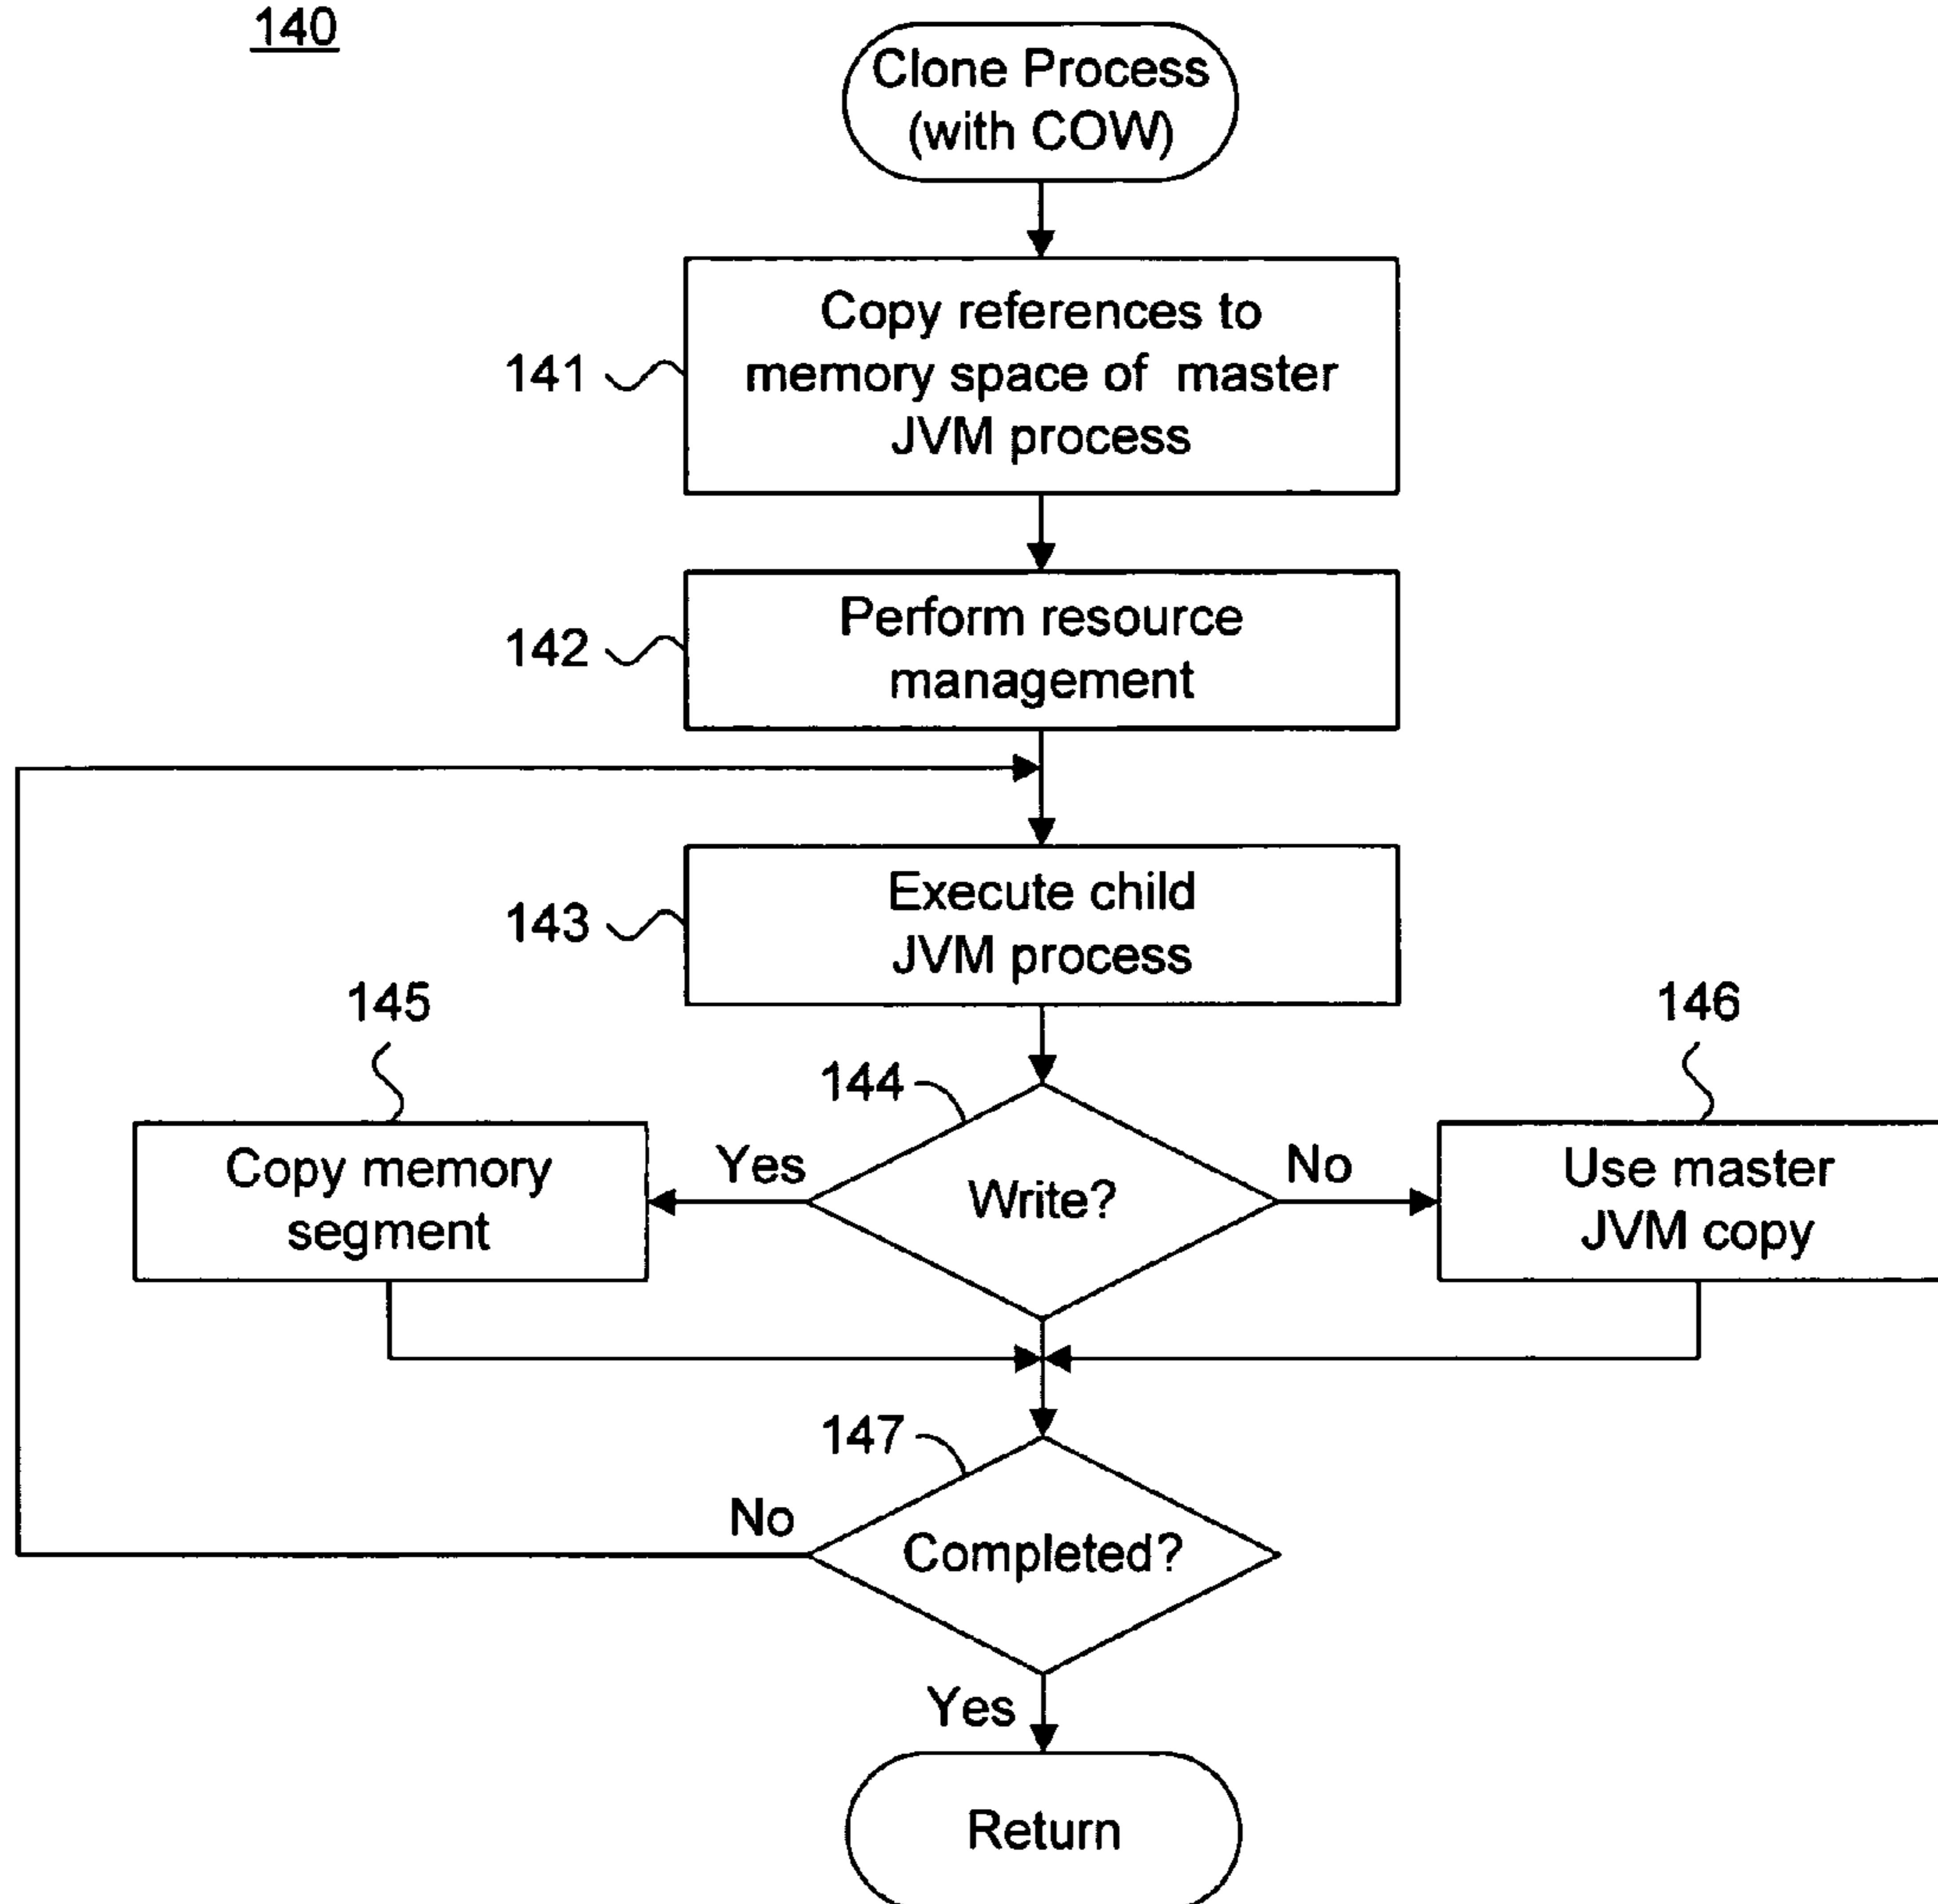 140
Clone Process
(with COW)
Copy references to
memory space of master
JVM process
141
Perform resource
management
142
Execute child
JVM process
143
145
146
144
Copy memory
segment
Yes
Write?
No
Use master
JVM copy
147
No
Completed?
Yes
Return